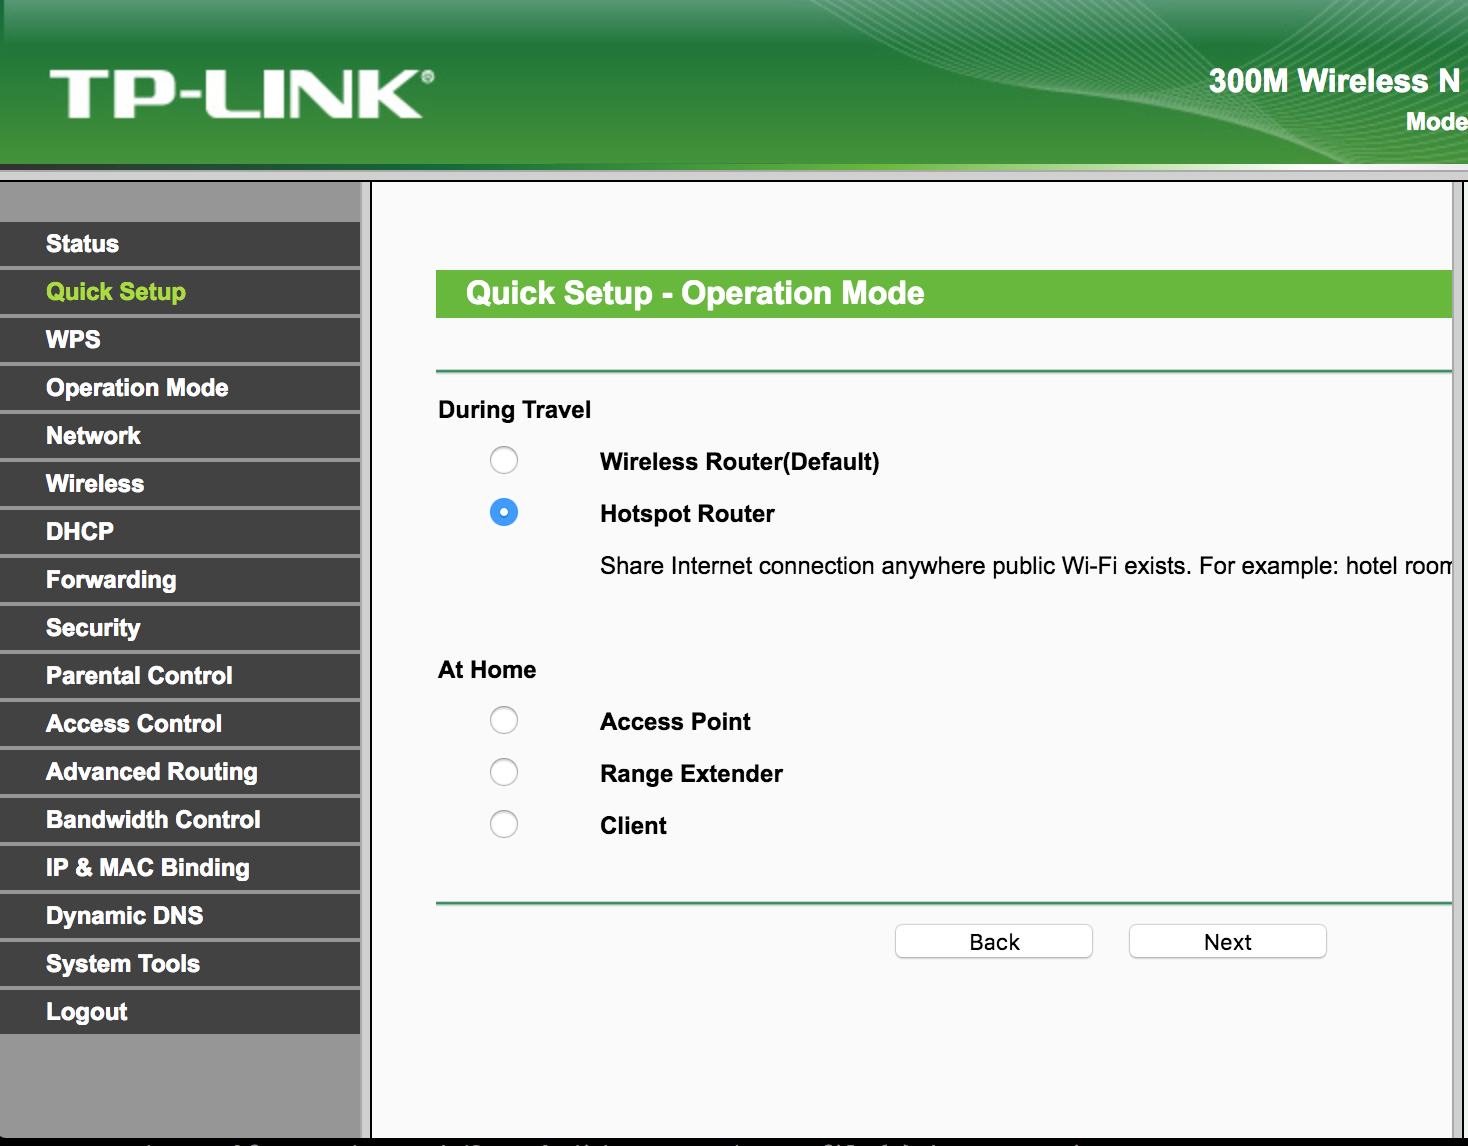 TP-LINK®
300M Wireless N
Mode
Status
Quick Setup
WPS
Operation Mode
Network
Wireless
DHCP
Forwarding
Security
Parental Control
Access Control
Advanced Routing
Bandwidth Control
IP & MAC Binding
Dynamic DNS
System Tools
Logout
Quick Setup - Operation Mode
During Travel
Wireless Router(Default)
Hotspot Router
Share Internet connection anywhere public Wi-Fi exists. For example: hotel room
At Home
Access Point
Range Extender
Client
Back
Next